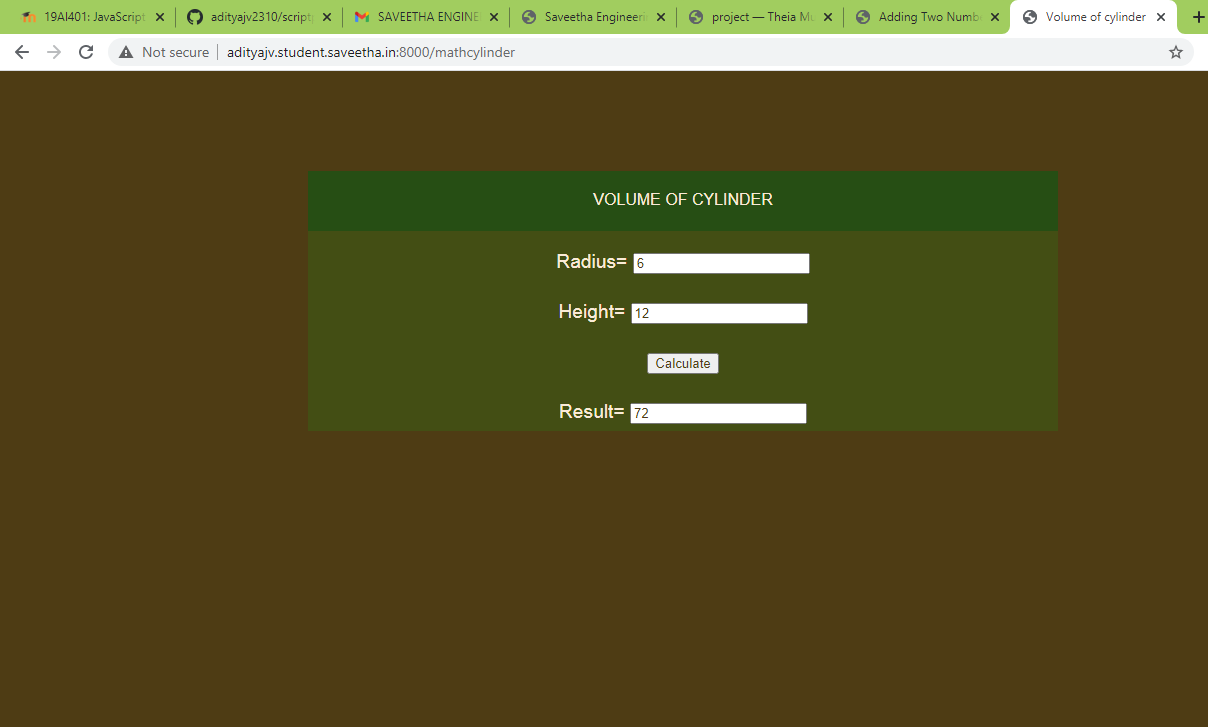 19AI401: JavaScript
adityajv2310/script
SAVEETHA ENGINE
Saveetha Engineeri
project — Theia Mu
Adding Two Numb
Volume of cylinder
Not secure
adityajv.student.saveetha.in:8000/mathcylinder
VOLUME OF CYLINDER
Radius= 6
Height= 12
Calculate
Result= 72